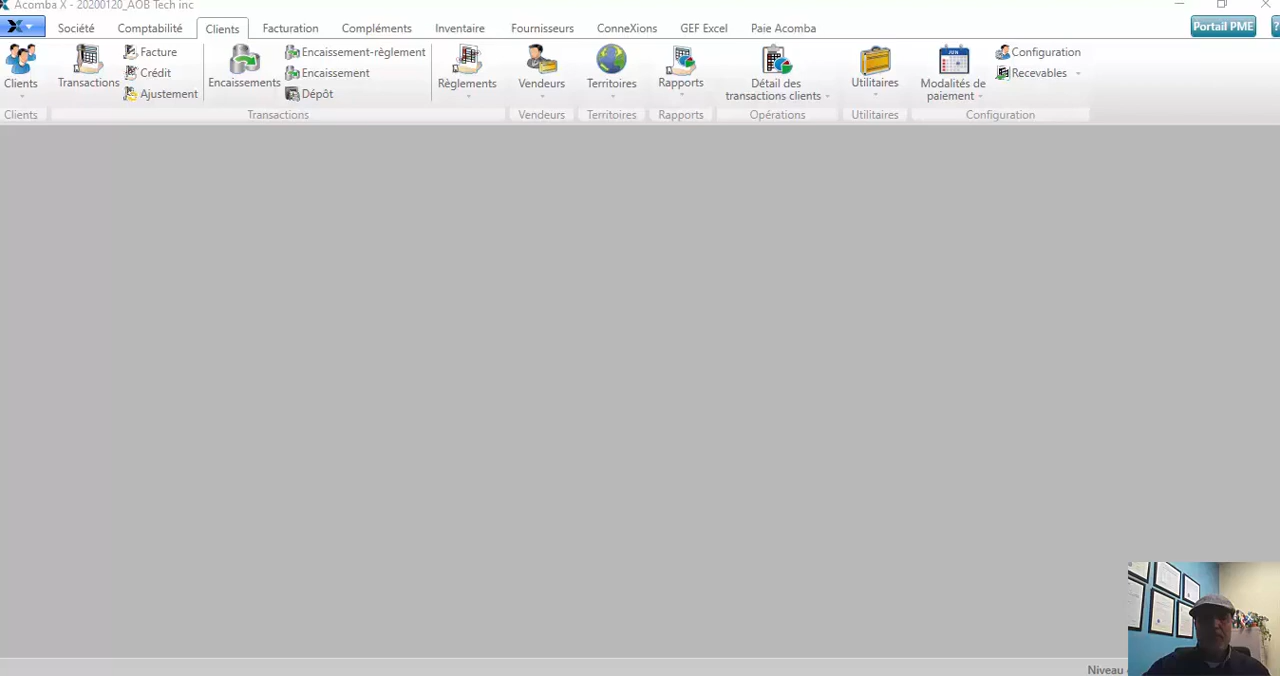 Acomba X - 20200120_AOB Tech inc
Société Comptabilité Clients Facturation Compléments Inventaire Fournisseurs ConneXions GEF Excel Paie Acomba Portail PME ?
Clients
Transactions
Facture
Crédit
Ajustement
Encaissements
Encaissement-règlement
Encaissement
Dépôt
Règlements
Vendeurs
Territoires
Rapports
Détail des
transactions clients
Utilitaires
JUN
Modalités de
paiement
Configuration
Recevables
Clients Transactions Vendeurs Territoires Rapports Opérations Utilitaires Configuration
Niveau